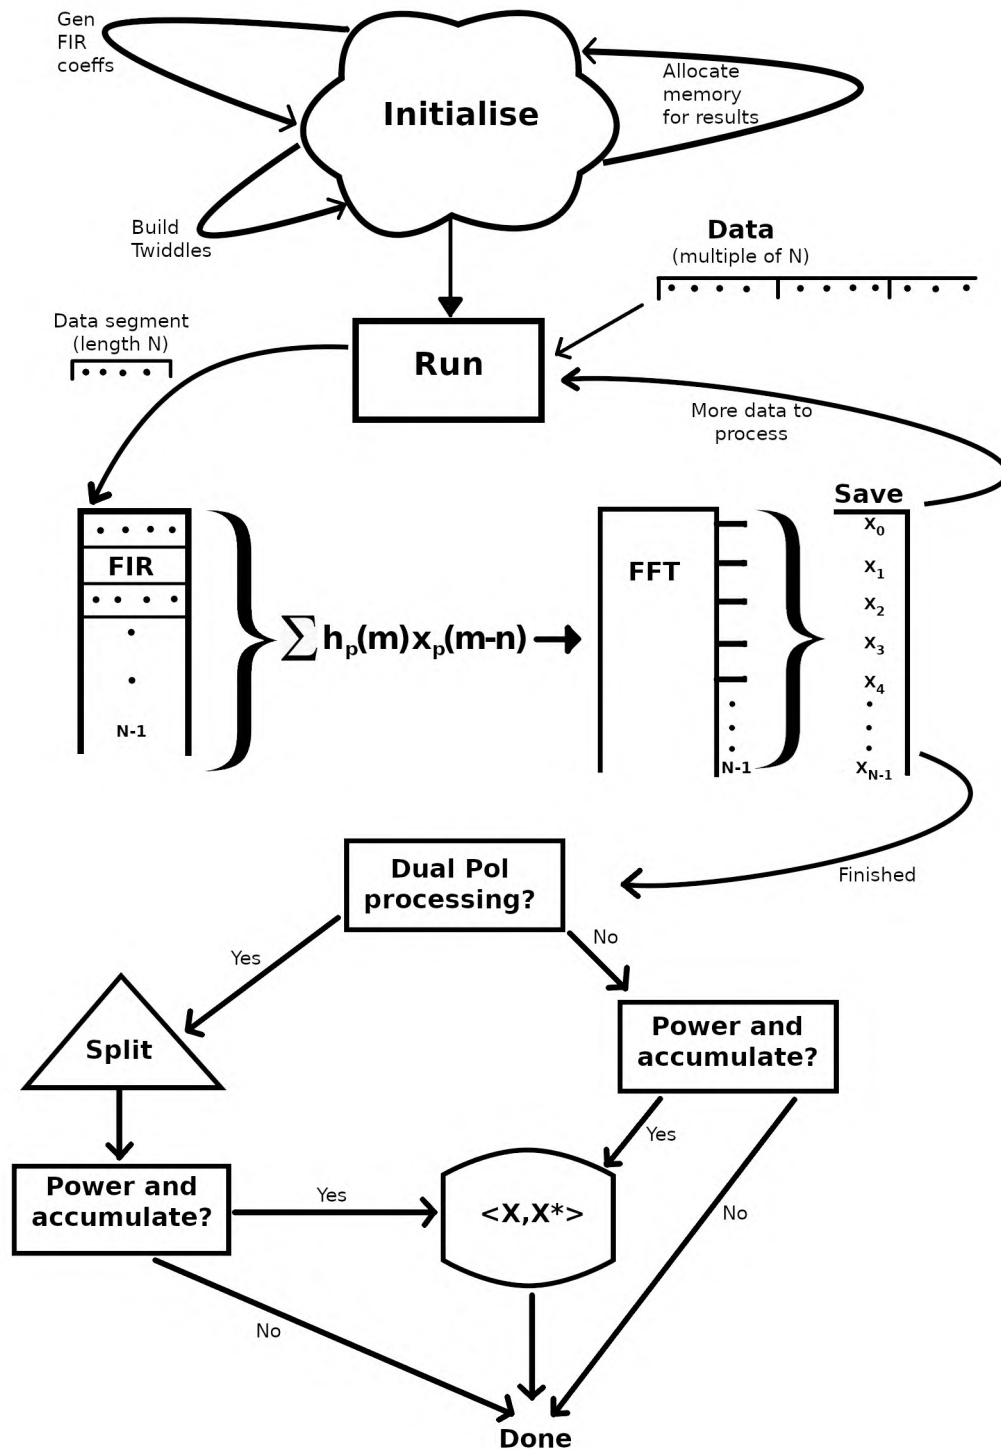 Gen
FIR
coeffs
Initialise
Allocate
memory
for results
Build
Twiddles
Data
(multiple of N)
Data segment
(length N)
Run
More data to
process
Save
FIR
N-1
∑ hₚ(m)xₚ(m-n)
FFT
N-1
X₀
X₁
X₂
X₃
X₄
X_N-1
Finished
Dual Pol
processing?
Yes
No
Split
Power and
accumulate?
Yes
Power and
accumulate?
Yes
<X,X*>
No
No
Done